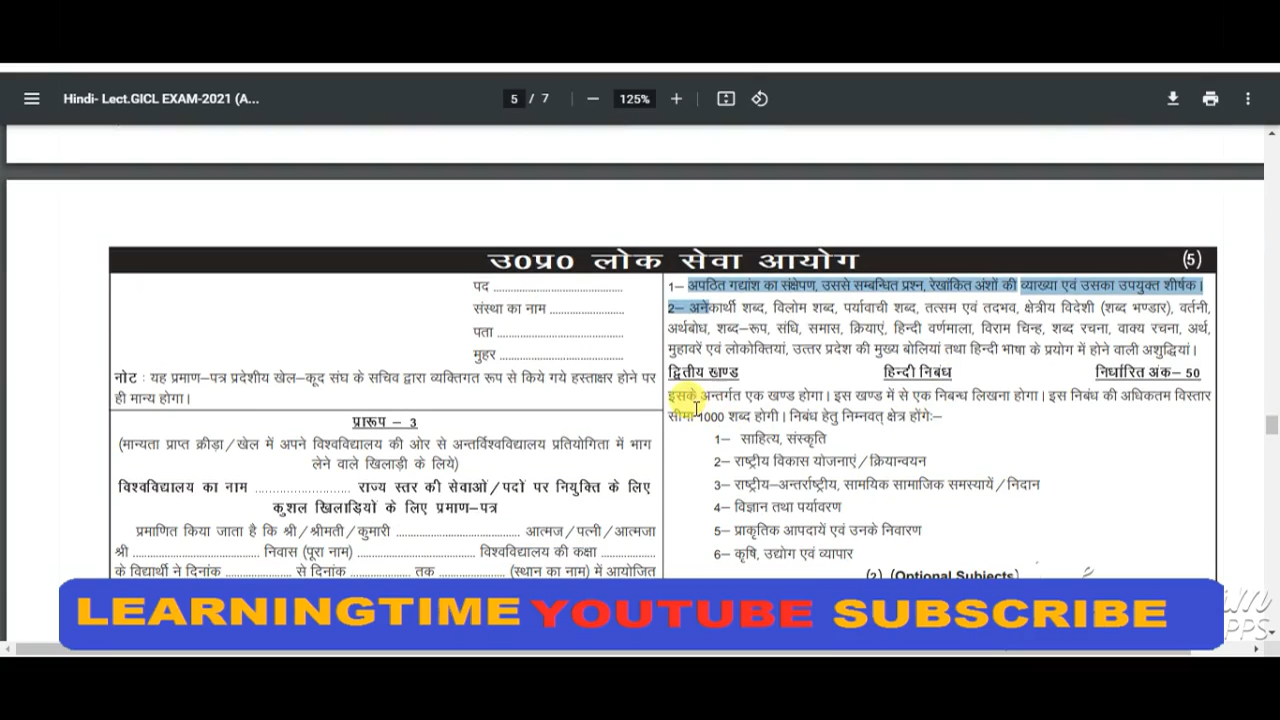 Hindi- Lect.GICL EXAM-2021 (A...
5 / 7
125%
उ0प्र0 लोक सेवा आयोग
(5)
पद ..............................
संस्था का नाम ...................
पता ..............................
मुहर ..............................
नोट : यह प्रमाण–पत्र प्रदेशीय खेल–कूद संघ के सचिव द्वारा व्यक्तिगत रूप से किये गये हस्ताक्षर होने पर
ही मान्य होगा।
प्रारूप – 3
(मान्यता प्राप्त क्रीड़ा/खेल में अपने विश्वविद्यालय की ओर से अन्तर्विश्वविद्यालय प्रतियोगिता में भाग
लेने वाले खिलाड़ी के लिये)
विश्वविद्यालय का नाम ........................ राज्य स्तर की सेवाओं/पदों पर नियुक्ति के लिए
कुशल खिलाड़ियों के लिए प्रमाण–पत्र
प्रमाणित किया जाता है कि श्री/श्रीमती/कुमारी ............................... आत्मज/पत्नी/आत्मजा
श्री ........................... निवास (पूरा नाम) ......................... विश्वविद्यालय की कक्षा .............
के विद्यार्थी ने दिनांक ................. से दिनांक ................ तक ................. (स्थान का नाम) में आयोजित
1– अपठित गद्यांश का संक्षेपण, उससे सम्बन्धित प्रश्न, रेखांकित अंशों की व्याख्या एवं उसका उपयुक्त शीर्षक।
2– अनेकार्थी शब्द, विलोम शब्द, पर्यायवाची शब्द, तत्सम एवं तदभव, क्षेत्रीय विदेशी (शब्द भण्डार), वर्तनी,
अर्थबोध, शब्द–रूप, संधि, समास, क्रियाएं, हिन्दी वर्णमाला, विराम चिन्ह, शब्द रचना, वाक्य रचना, अर्थ,
मुहावरें एवं लोकोक्तियां, उत्तर प्रदेश की मुख्य बोलियां तथा हिन्दी भाषा के प्रयोग में होने वाली अशुद्धियां।
द्वितीय खण्ड हिन्दी निबंध निर्धारित अंक– 50
इसके अन्तर्गत एक खण्ड होगा। इस खण्ड में से एक निबन्ध लिखना होगा। इस निबंध की अधिकतम विस्तार
सीमा 1000 शब्द होगी। निबंध हेतु निम्नवत् क्षेत्र होंगेः–
1– साहित्य, संस्कृति
2– राष्ट्रीय विकास योजनाएं/क्रियान्वयन
3– राष्ट्रीय–अन्तर्राष्ट्रीय, सामयिक सामाजिक समस्यायें/निदान
4– विज्ञान तथा पर्यावरण
5– प्राकृतिक आपदायें एवं उनके निवारण
6– कृषि, उद्योग एवं व्यापार
(2) (Optional Subjects)
LEARNINGTIME YOUTUBE SUBSCRIBE